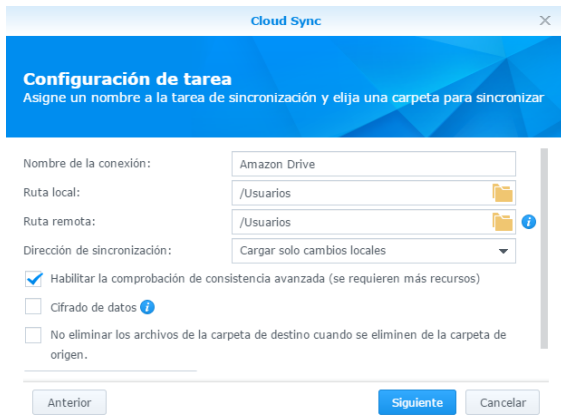 Cloud Sync
Configuración de tarea
Asigne un nombre a la tarea de sincronización y elija una carpeta para sincronizar
Nombre de la conexión: Amazon Drive
Ruta local: /Usuarios
Ruta remota: /Usuarios
Dirección de sincronización: Cargar solo cambios locales
Habilitar la comprobación de consistencia avanzada (se requieren más recursos)
Cifrado de datos
No eliminar los archivos de la carpeta de destino cuando se eliminen de la carpeta de
origen.
Anterior Siguiente Cancelar